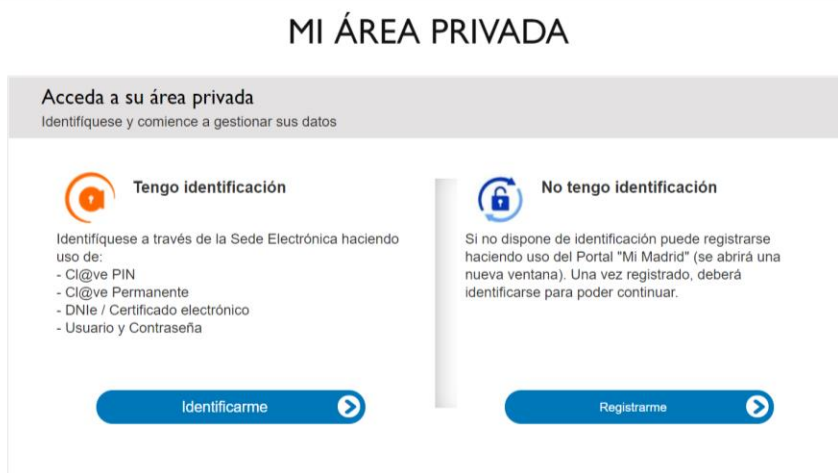 MI ÁREA PRIVADA
Acceda a su área privada
Identifíquese y comience a gestionar sus datos
Tengo identificación
Identifíquese a través de la Sede Electrónica haciendo
uso de:
- Cl@ve PIN
- Cl@ve Permanente
- DNIe / Certificado electrónico
- Usuario y Contraseña
Identificarme
No tengo identificación
Si no dispone de identificación puede registrarse
haciendo uso del Portal "Mi Madrid" (se abrirá una
nueva ventana). Una vez registrado, deberá
identificarse para poder continuar.
Registrarme